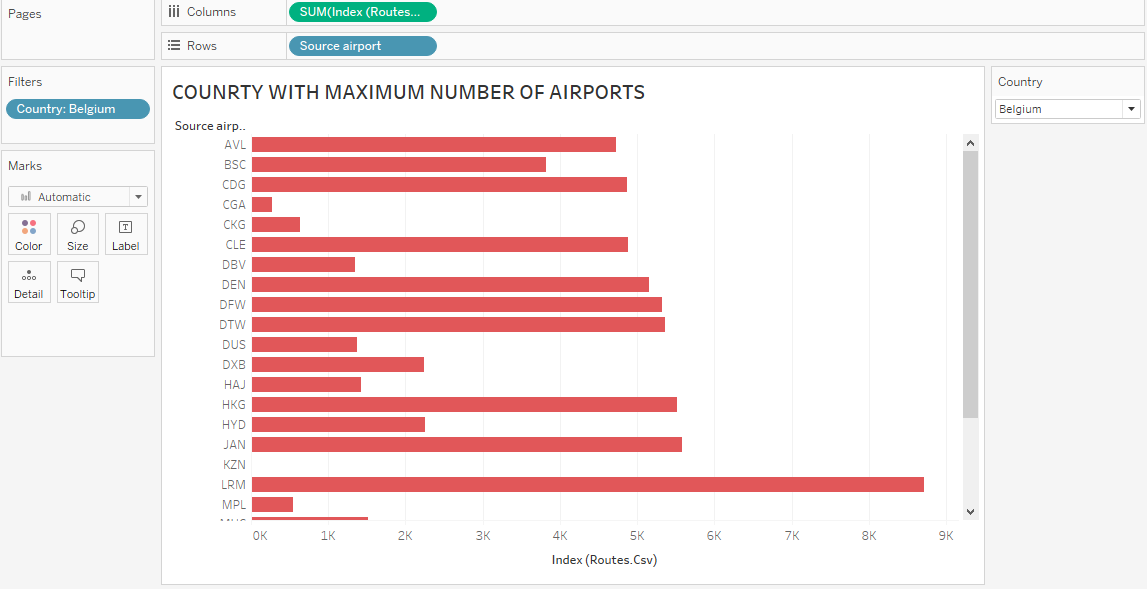 Pages
Columns
SUM(Index (Routes...
Rows
Source airport
Filters
Country: Belgium
Marks
Automatic
Color
Size
Label
Detail
Tooltip
COUNRTY WITH MAXIMUM NUMBER OF AIRPORTS
Source airp..
AVL
BSC
CDG
CGA
CKG
CLE
DBV
DEN
DFW
DTW
DUS
DXB
HAJ
HKG
HYD
JAN
KZN
LRM
MPL
0K 1K 2K 3K 4K 5K 6K 7K 8K 9K
Index (Routes.Csv)
Country
Belgium